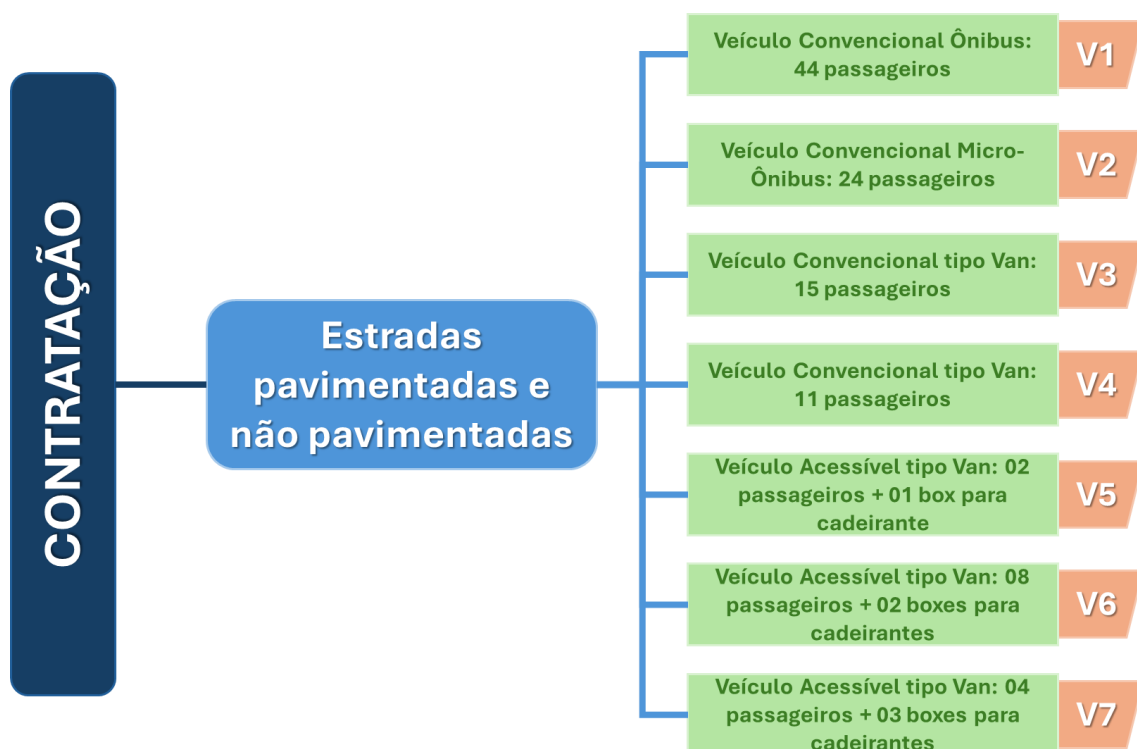 CONTRATAÇÃO
Estradas
pavimentadas e
não pavimentadas
Veículo Convencional Ônibus:
44 passageiros
V1
Veículo Convencional Micro-
Ônibus: 24 passageiros
V2
Veículo Convencional tipo Van:
15 passageiros
V3
Veículo Convencional tipo Van:
11 passageiros
V4
Veículo Acessível tipo Van: 02
passageiros + 01 box para
cadeirante
V5
Veículo Acessível tipo Van: 08
passageiros + 02 boxes para
cadeirantes
V6
Veículo Acessível tipo Van: 04
passageiros + 03 boxes para
cadeirantes
V7